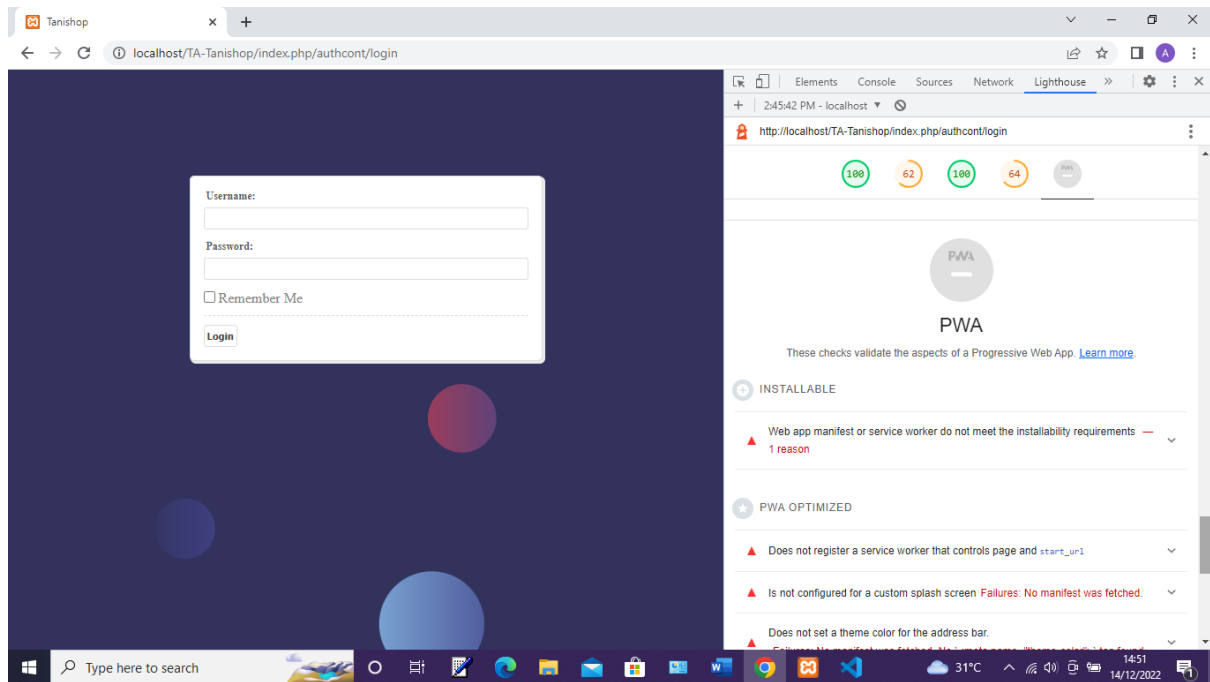 Tanishop
localhost/TA-Tanishop/index.php/authcont/login
A
Username:
Password:
Remember Me
Login
Elements Console Sources Network Lighthouse »
2:45:42 PM - localhost
http://localhost/TA-Tanishop/index.php/authcont/login
100 62 100 64 PWA
PWA
PWA
These checks validate the aspects of a Progressive Web App. Learn more.
INSTALLABLE
Web app manifest or service worker do not meet the installability requirements —
1 reason
PWA OPTIMIZED
Does not register a service worker that controls page and start_url
Is not configured for a custom splash screen Failures: No manifest was fetched.
Does not set a theme color for the address bar.
Type here to search
31°C
14:51
14/12/2022
1